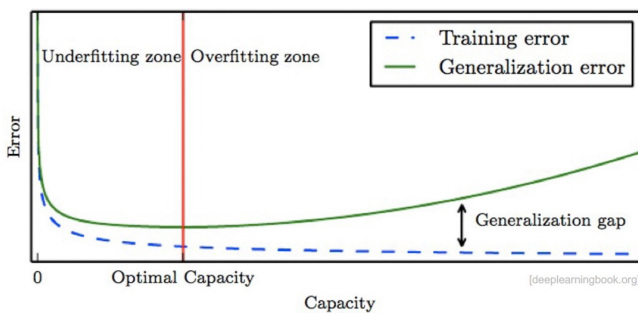 Underfitting zone
Overfitting zone
Training error
Generalization error
Error
Generalization gap
0
Optimal Capacity
[deeplearningbook.org]
Capacity